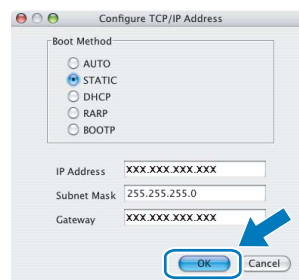 Configure TCP/IP Address
Boot Method
AUTO
STATIC
DHCP
RARP
BOOTP
IP Address XXX.XXX.XXX.XXX
Subnet Mask 255.255.255.0
Gateway XXX.XXX.XXX.XXX
OK Cancel